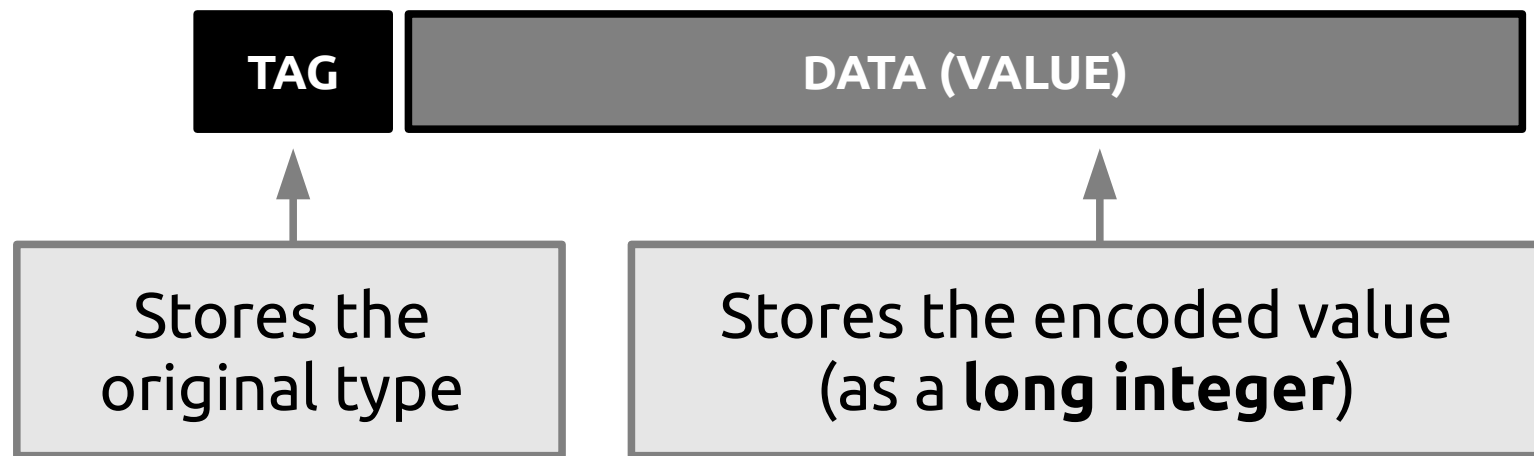 TAG
DATA (VALUE)
Stores the
original type
Stores the encoded value
(as a long integer)